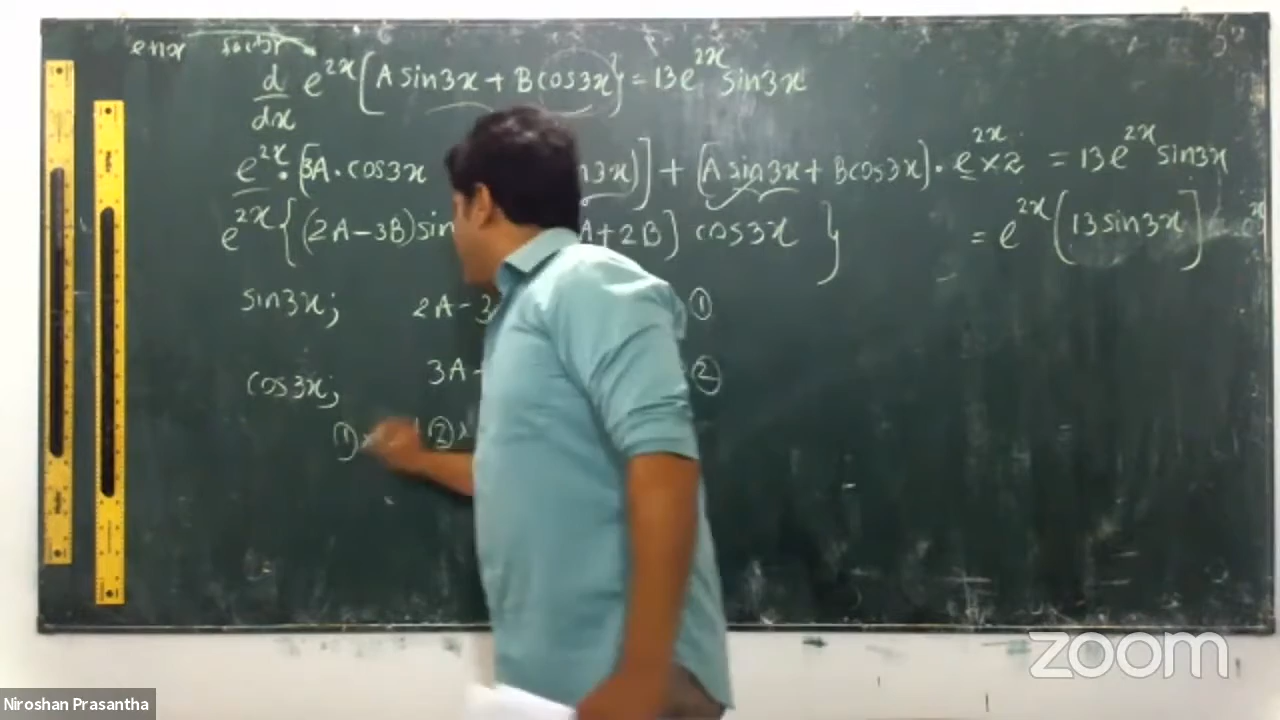 error factor
d/dx e^{2x} [A sin3x + B cos3x} = 13e^{2x} sin3x
e^{2x} · [3A · cos3x n3x)] + [A sin3x + B cos3x] · e^{2x} × 2 = 13e^{2x} sin3x
e^{2x} { (2A - 3B) sin A + 2B] cos3x } = e^{2x} [13 sin3x]
sin3x; 2A - 3 ①
cos3x; 3A ②
① × ② ×
zoom
Niroshan Prasantha